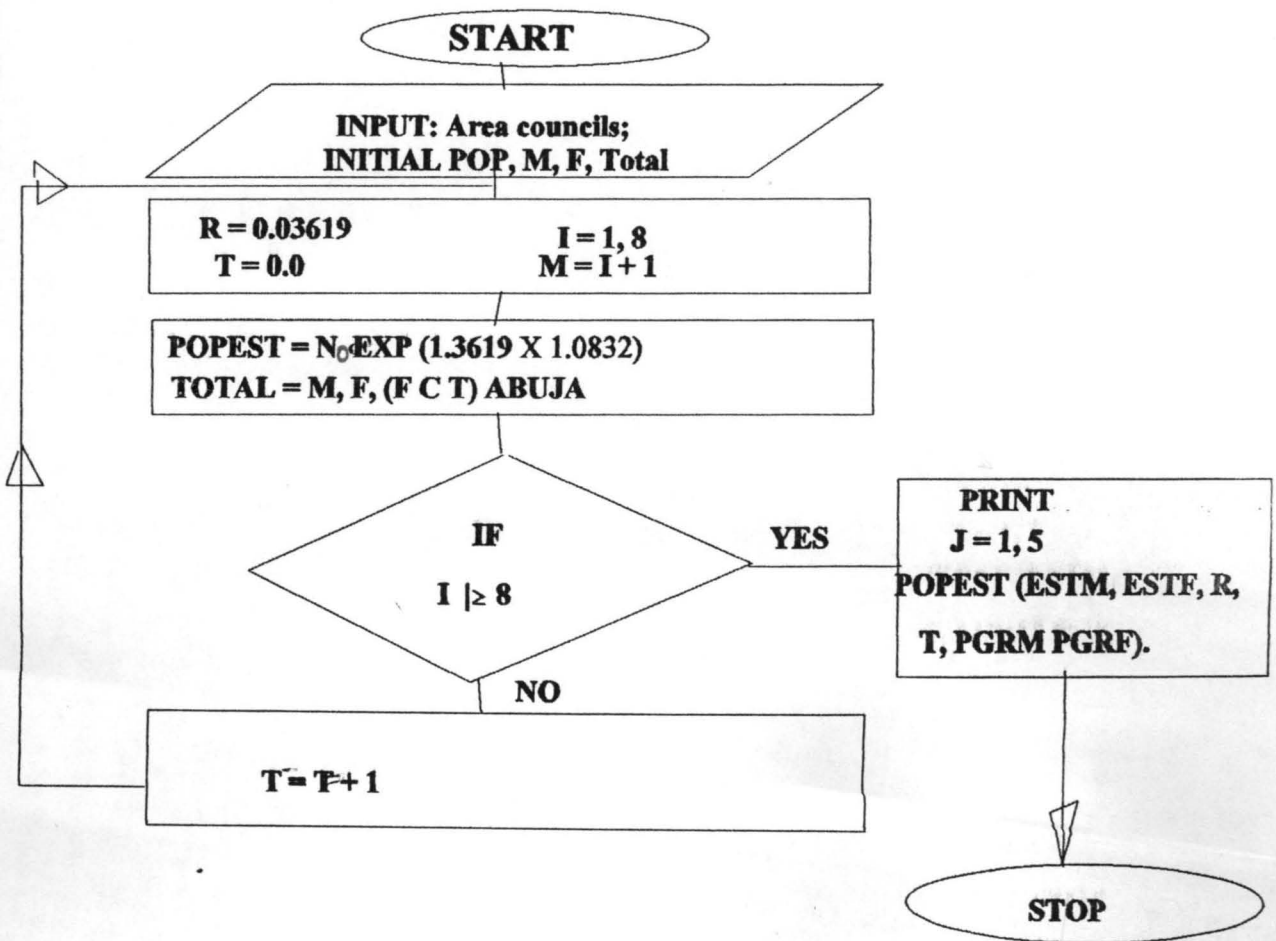 START
INPUT: Area councils;
INITIAL POP, M, F, Total
R = 0.03619
T = 0.0
I = 1, 8
M = I + 1
POPEST = N₀EXP (1.3619 X 1.0832)
TOTAL = M, F, (F C T) ABUJA
IF
I |≥ 8
YES
PRINT
J = 1, 5
POPEST (ESTM, ESTF, R,
T, PGRM PGRF).
NO
T = T + 1
STOP